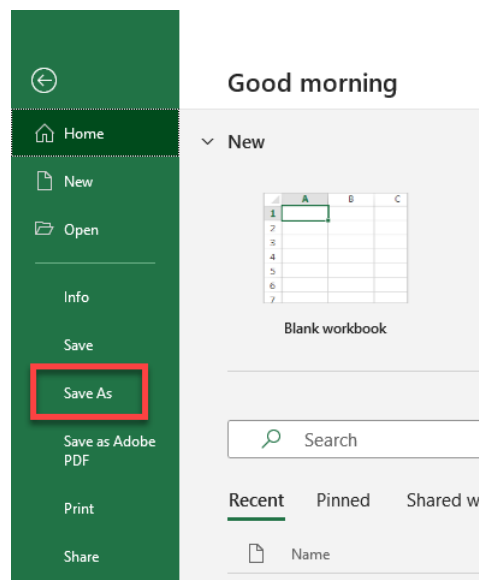 Good morning
Home
New
New
Open
A B C
1
2
3
4
5
6
7
Blank workbook
Info
Save
Save As
Save as Adobe
PDF
Print
Share
Search
Recent Pinned Shared w
Name